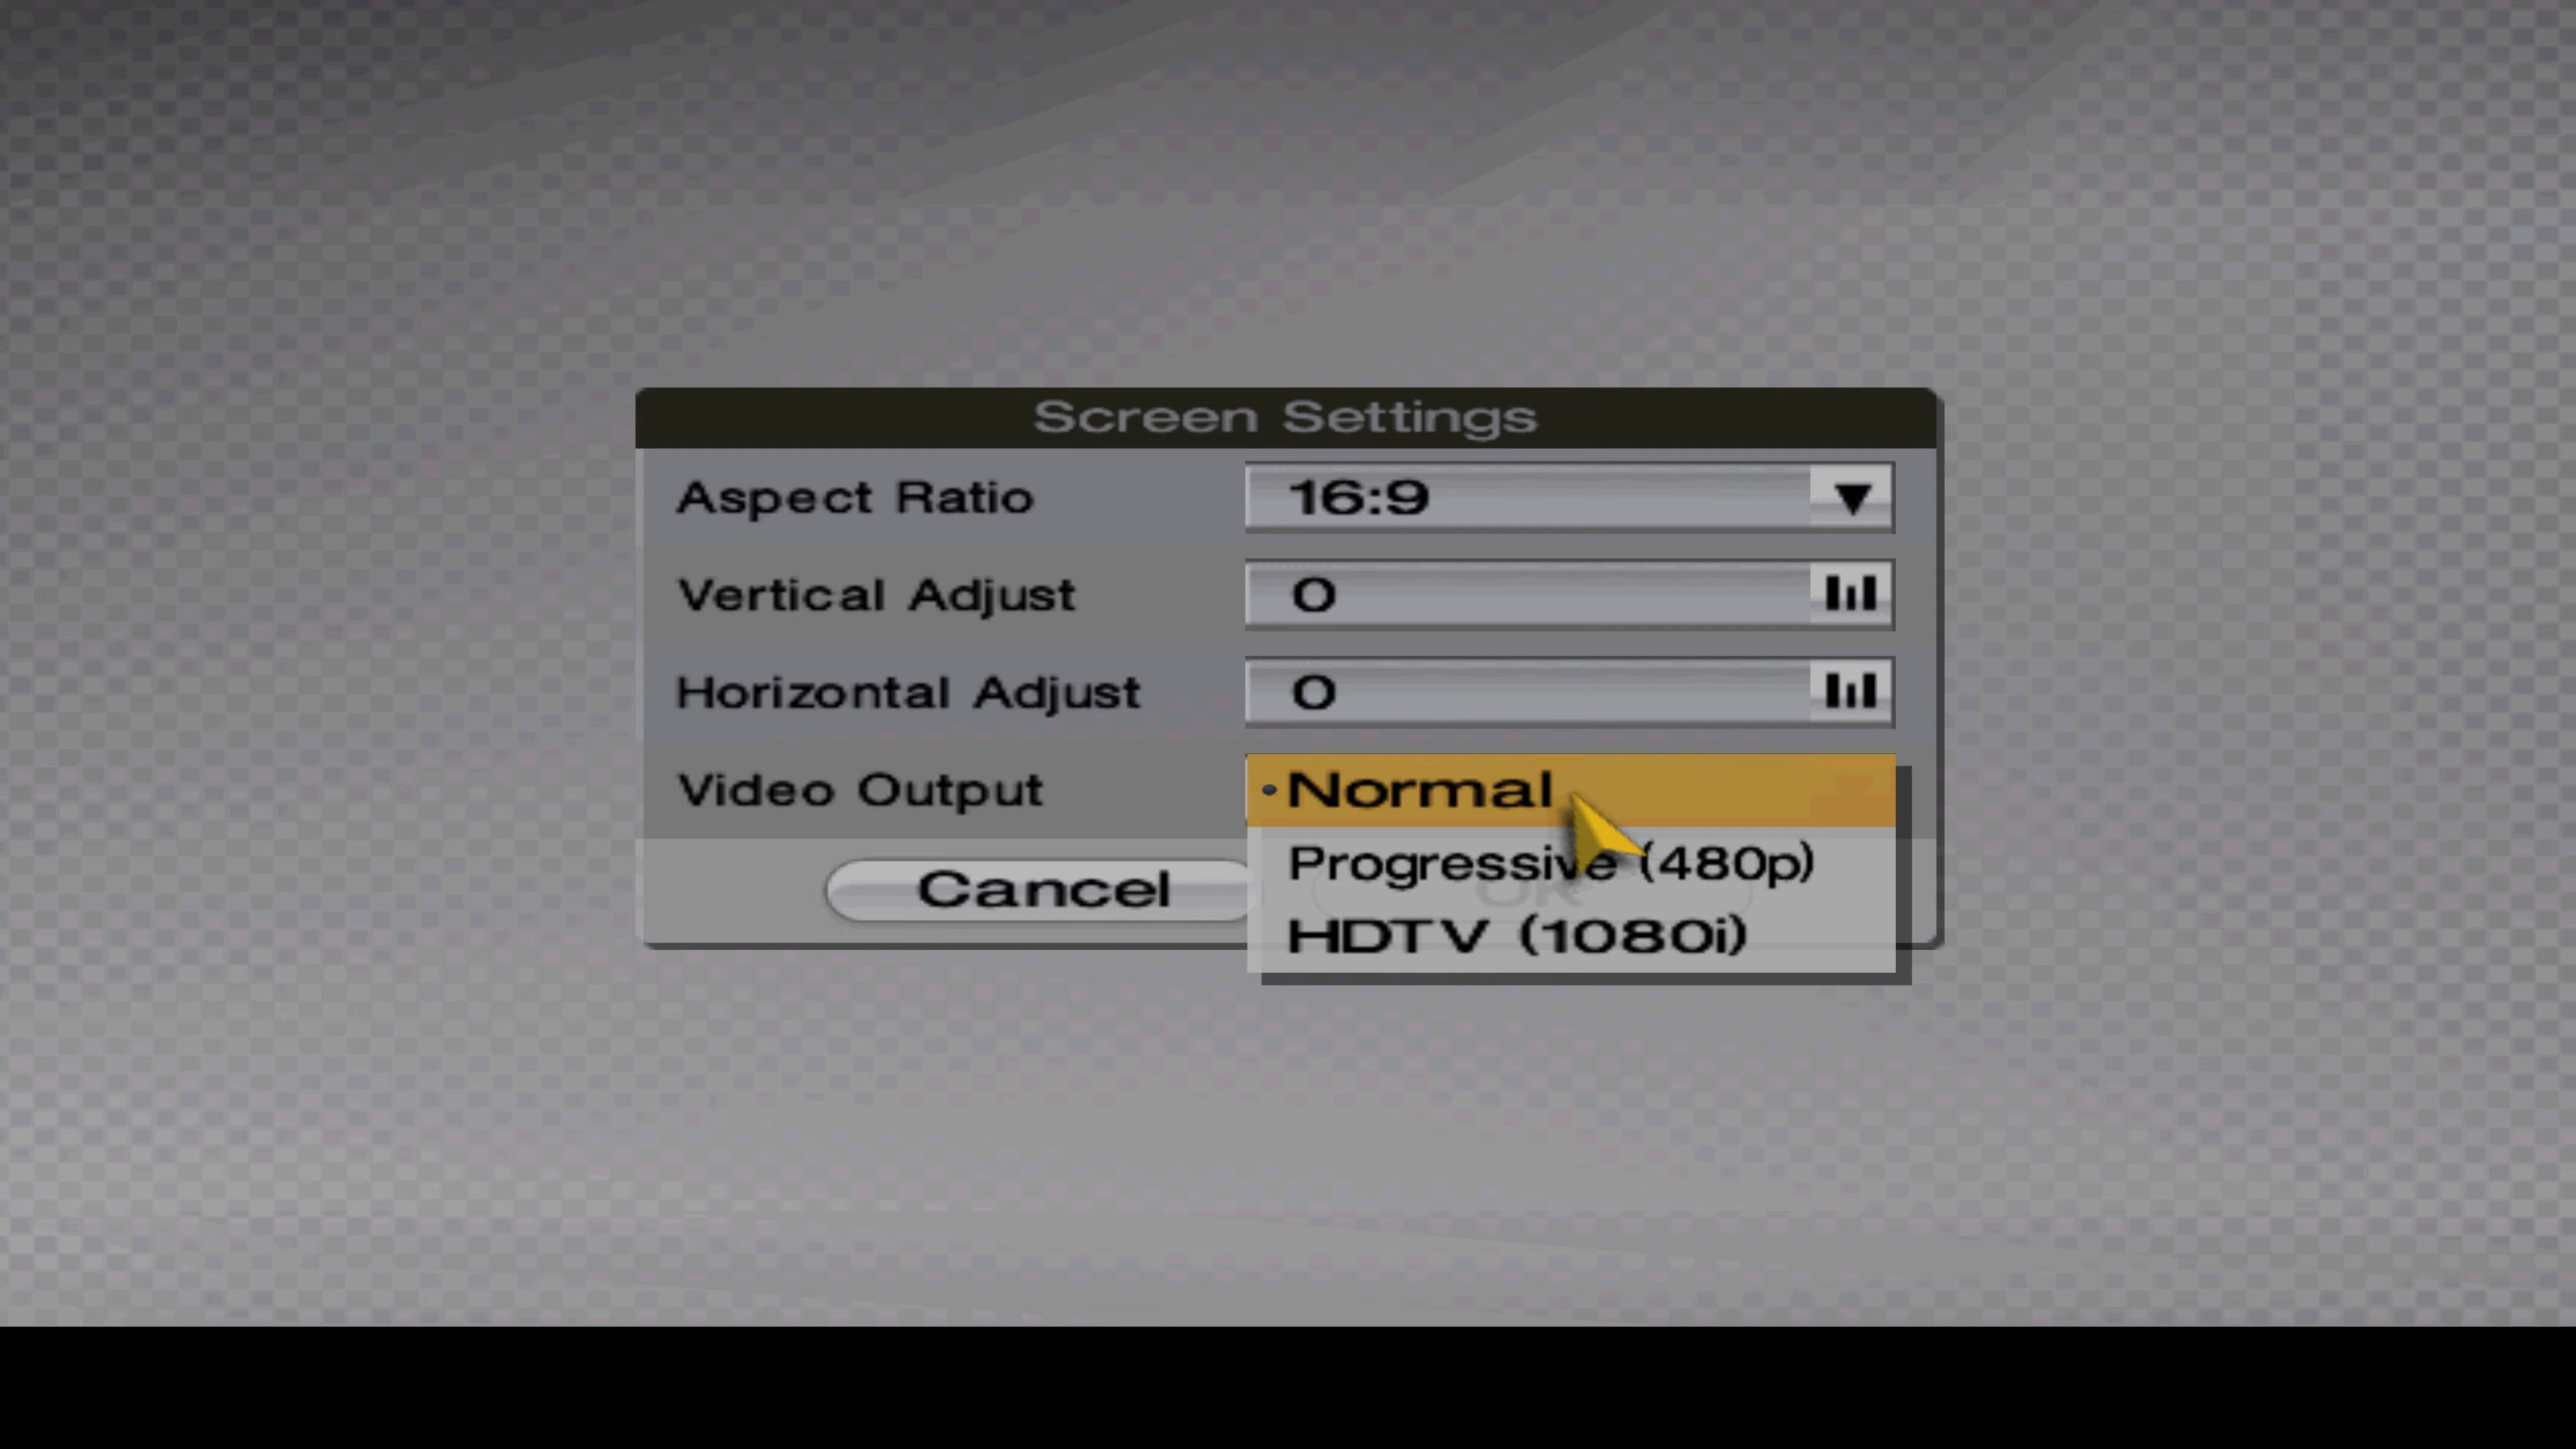 Screen Settings
Aspect Ratio 16:9
Vertical Adjust 0
Horizontal Adjust 0
Video Output Normal
Progressive (480p)
Cancel OK
HDTV (1080i)